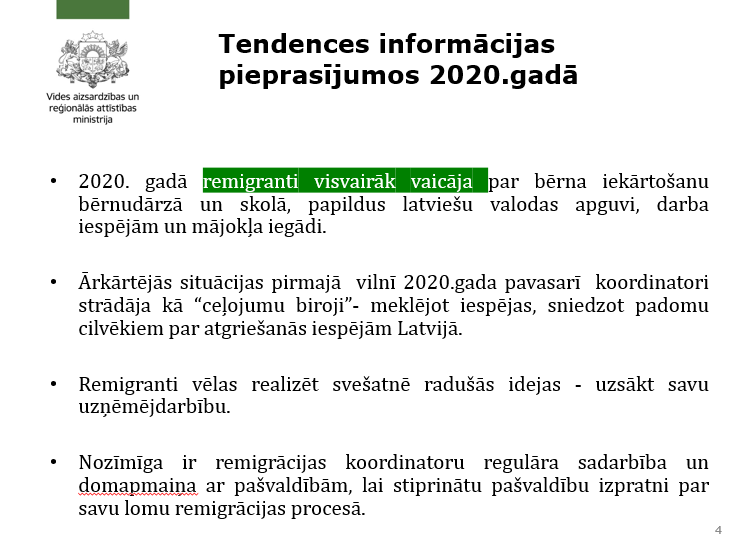 Tendences informācijas
pieprasījumos 2020.gadā
Vides aizsardzības un
reģionālās attīstības
ministrija
• 2020. gadā remigranti visvairāk vaicāja par bērna iekārtošanu
bērnudārzā un skolā, papildus latviešu valodas apguvi, darba
iespējām un mājokļa iegādi.
• Ārkārtējās situācijas pirmajā vilnī 2020.gada pavasarī koordinatori
strādāja kā “ceļojumu biroji”- meklējot iespējas, sniedzot padomu
cilvēkiem par atgriešanās iespējām Latvijā.
• Remigranti vēlas realizēt svešatnē radušās idejas - uzsākt savu
uzņēmējdarbību.
• Nozīmīga ir remigrācijas koordinatoru regulāra sadarbība un
domapmaiņa ar pašvaldībām, lai stiprinātu pašvaldību izpratni par
savu lomu remigrācijas procesā.
4